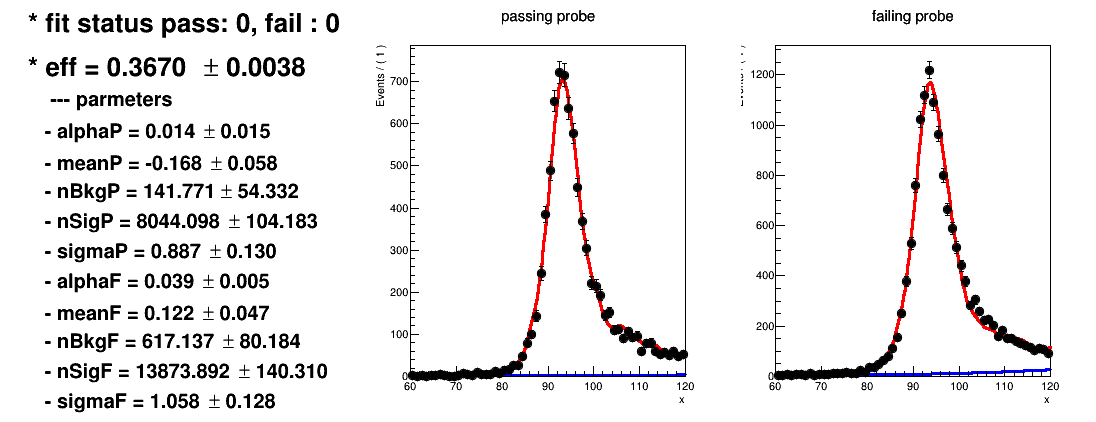 * fit status pass: 0, fail : 0
* eff = 0.3670 ± 0.0038
--- parmeters
- alphaP = 0.014 ± 0.015
- meanP = -0.168 ± 0.058
- nBkgP = 141.771 ± 54.332
- nSigP = 8044.098 ± 104.183
- sigmaP = 0.887 ± 0.130
- alphaF = 0.039 ± 0.005
- meanF = 0.122 ± 0.047
- nBkgF = 617.137 ± 80.184
- nSigF = 13873.892 ± 140.310
- sigmaF = 1.058 ± 0.128
passing probe
Events / ( 1 )
700
600
500
400
300
200
100
0
60 70 80 90 100 110 120
x
failing probe
1200
1000
800
600
400
200
0
60 70 80 90 100 110 120
x